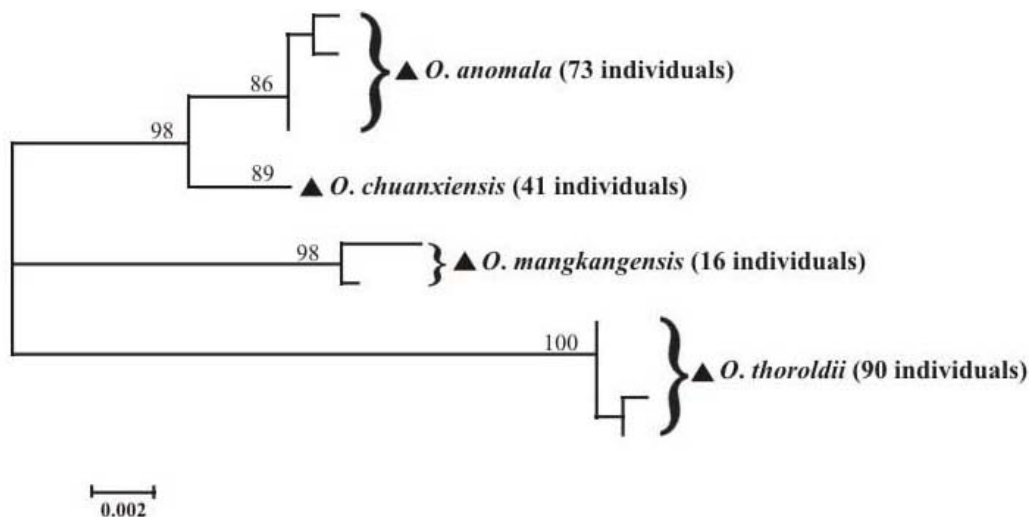 86
▲ O. anomala (73 individuals)
98
89
▲ O. chuanxiensis (41 individuals)
98
▲ O. mangkangensis (16 individuals)
100
▲ O. thoroldii (90 individuals)
0.002